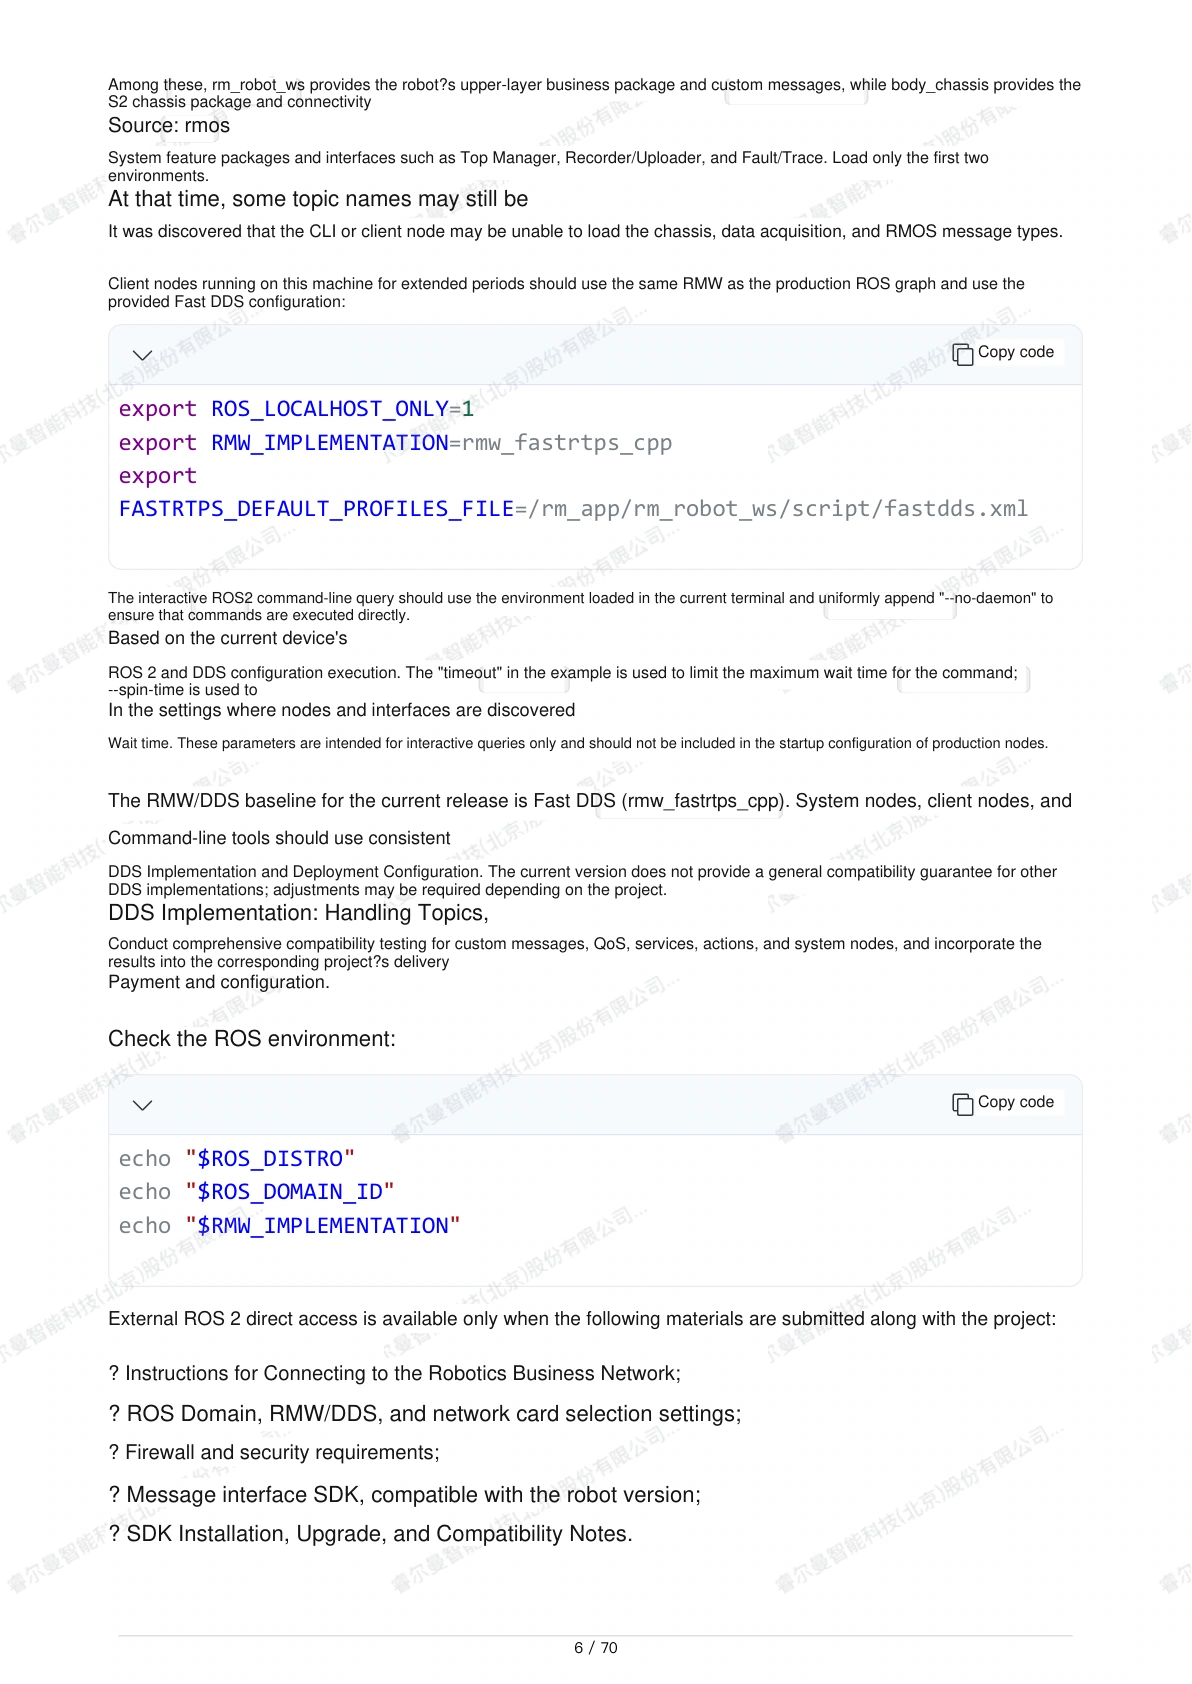 Among these, rm_robot_ws provides the robot?s upper-layer business package and custom messages, while body_chassis provides the
S2 chassis package and connectivity
Source: rmos
System feature packages and interfaces such as Top Manager, Recorder/Uploader, and Fault/Trace. Load only the first two
environments.
At that time, some topic names may still be
It was discovered that the CLI or client node may be unable to load the chassis, data acquisition, and RMOS message types.
Client nodes running on this machine for extended periods should use the same RMW as the production ROS graph and use the
provided Fast DDS configuration:
Copy code
export ROS_LOCALHOST_ONLY=1
export RMW_IMPLEMENTATION=rmw_fastrtps_cpp
export
FASTRTPS_DEFAULT_PROFILES_FILE=/rm_app/rm_robot_ws/script/fastdds.xml
The interactive ROS2 command-line query should use the environment loaded in the current terminal and uniformly append "--no-daemon" to
ensure that commands are executed directly.
Based on the current device's
ROS 2 and DDS configuration execution. The "timeout" in the example is used to limit the maximum wait time for the command;
--spin-time is used to
In the settings where nodes and interfaces are discovered
Wait time. These parameters are intended for interactive queries only and should not be included in the startup configuration of production nodes.
The RMW/DDS baseline for the current release is Fast DDS (rmw_fastrtps_cpp). System nodes, client nodes, and
Command-line tools should use consistent
DDS Implementation and Deployment Configuration. The current version does not provide a general compatibility guarantee for other
DDS implementations; adjustments may be required depending on the project.
DDS Implementation: Handling Topics,
Conduct comprehensive compatibility testing for custom messages, QoS, services, actions, and system nodes, and incorporate the
results into the corresponding project?s delivery
Payment and configuration.
Check the ROS environment:
Copy code
echo "$ROS_DISTRO"
echo "$ROS_DOMAIN_ID"
echo "$RMW_IMPLEMENTATION"
External ROS 2 direct access is available only when the following materials are submitted along with the project:
? Instructions for Connecting to the Robotics Business Network;
? ROS Domain, RMW/DDS, and network card selection settings;
? Firewall and security requirements;
? Message interface SDK, compatible with the robot version;
? SDK Installation, Upgrade, and Compatibility Notes.
6 / 70
睿尔曼智能科技(北京)股份有限公司...